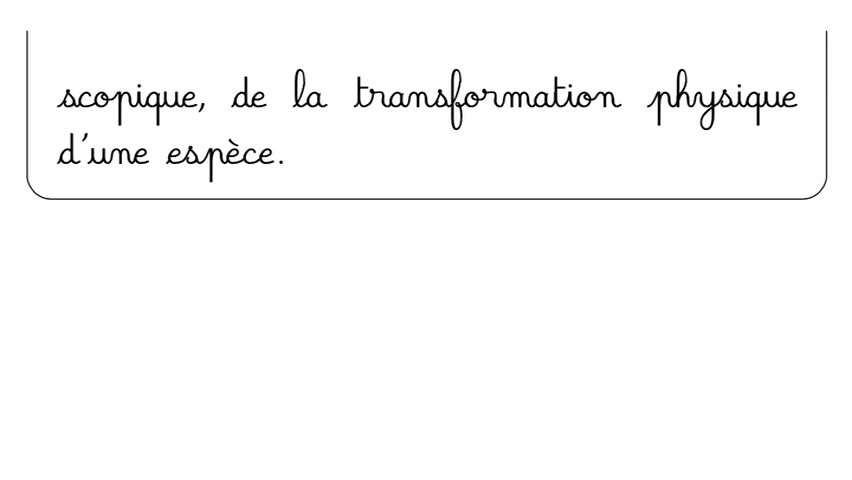 scopique, de la transformation physique
d'une espèce.